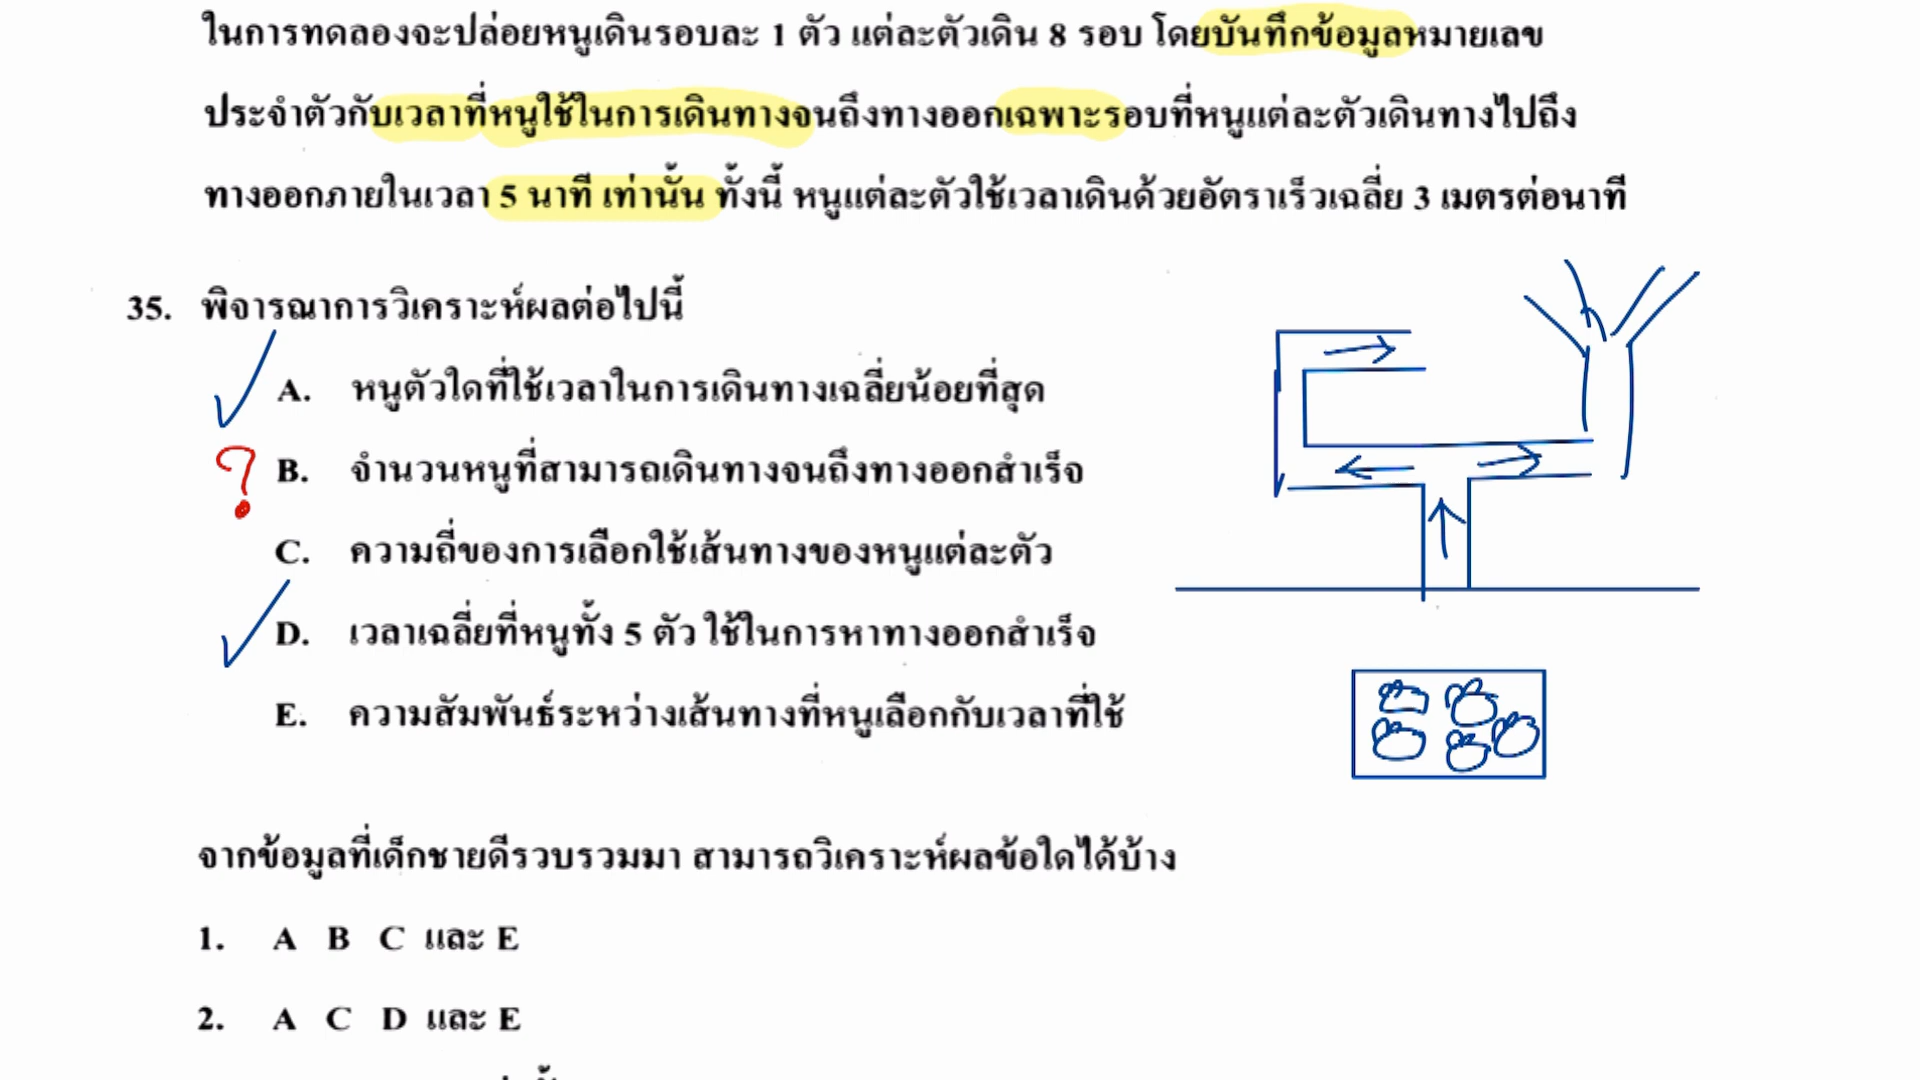 ในการทดลองจะปล่อยหนูเดินรอบละ 1 ตัว แต่ละตัวเดิน 8 รอบ โดยบันทึกข้อมูลหมายเลข
ประจำตัวกับเวลาที่หนูใช้ในการเดินทางจนถึงทางออกเฉพาะรอบที่หนูแต่ละตัวเดินทางไปถึง
ทางออกภายในเวลา 5 นาที เท่านั้น ทั้งนี้ หนูแต่ละตัวใช้เวลาเดินด้วยอัตราเร็วเฉลี่ย 3 เมตรต่อนาที
35. พิจารณาการวิเคราะห์ผลต่อไปนี้
A. หนูตัวใดที่ใช้เวลาในการเดินทางเฉลี่ยน้อยที่สุด
? B. จำนวนหนูที่สามารถเดินทางจนถึงทางออกสำเร็จ
C. ความถี่ของการเลือกใช้เส้นทางของหนูแต่ละตัว
D. เวลาเฉลี่ยที่หนูทั้ง 5 ตัว ใช้ในการหาทางออกสำเร็จ
E. ความสัมพันธ์ระหว่างเส้นทางที่หนูเลือกกับเวลาที่ใช้
จากข้อมูลที่เด็กชายดีรวบรวมมา สามารถวิเคราะห์ผลข้อใดได้บ้าง
1. A B C และ E
2. A C D และ E